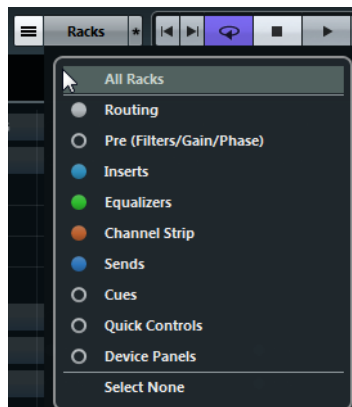 Racks *
All Racks
Routing
Pre (Filters/Gain/Phase)
Inserts
Equalizers
Channel Strip
Sends
Cues
Quick Controls
Device Panels
Select None